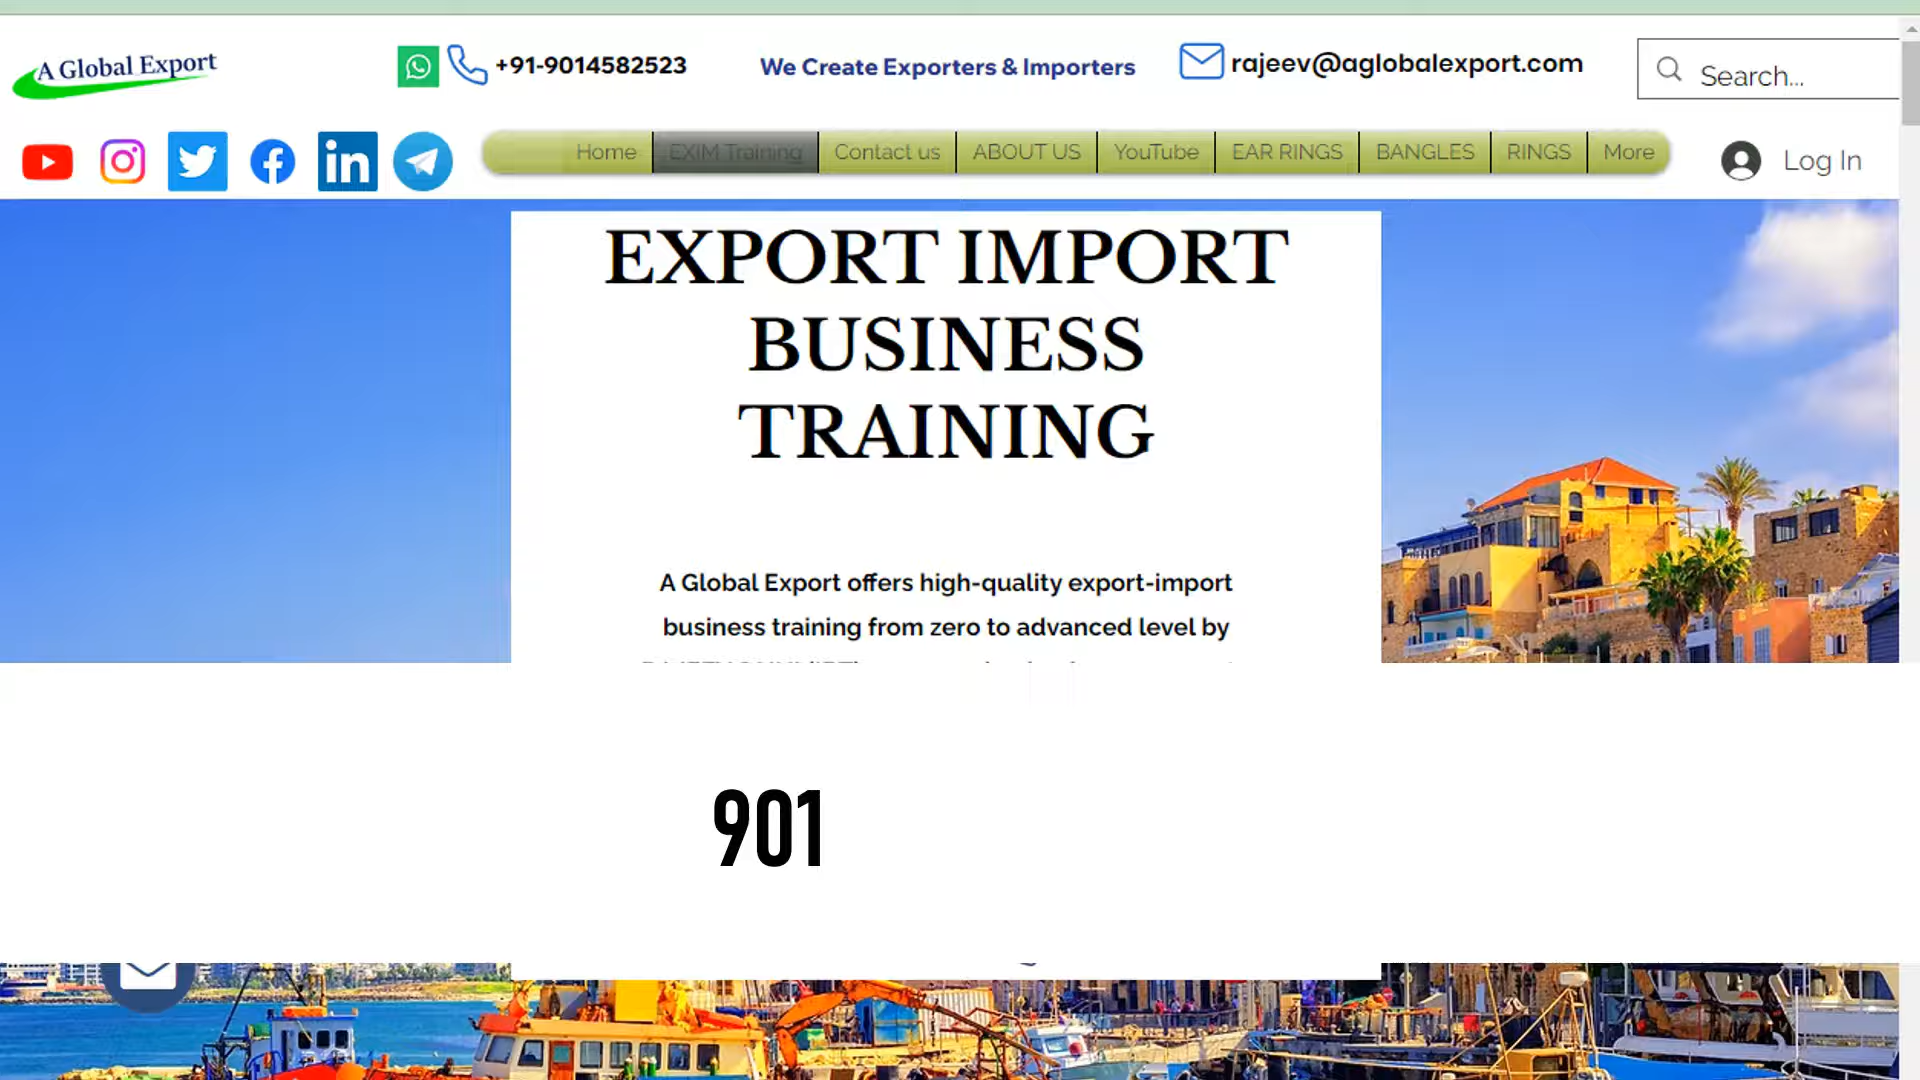 A Global Export
+91-9014582523
We Create Exporters & Importers
rajeev@aglobalexport.com
Search...
Home
EXIM Training
Contact us
ABOUT US
YouTube
EAR RINGS
BANGLES
RINGS
More
Log In
EXPORT IMPORT
BUSINESS
TRAINING
A Global Export offers high-quality export-import
business training from zero to advanced level by
901